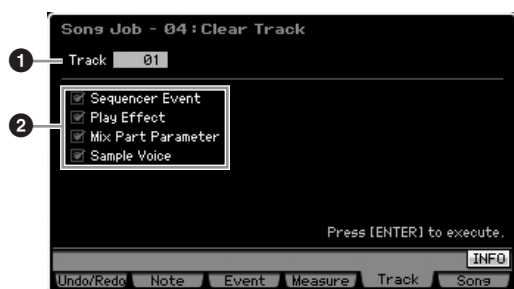 Song Job - 04 : Clear Track
1 Track 01
2
Sequencer Event
Play Effect
Mix Part Parameter
Sample Voice
Press [ENTER] to execute.
INFO
Undo/Redo Note Event Measure Track Song